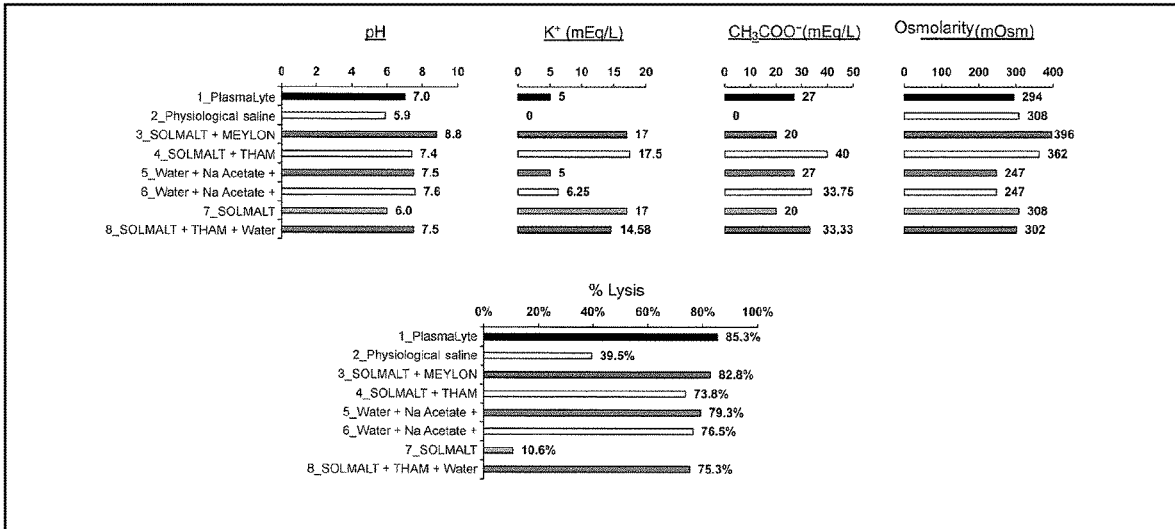 pH K⁺ (mEq/L) CH₃COO⁻(mEq/L) Osmolarity(mOsm)
0 2 4 6 8 10 0 5 10 15 20 0 10 20 30 40 50 0 100 200 300 400
1_PlasmaLyte 7.0 5 27 294
2_Physiological saline 5.9 0 0 308
3_SOLMALT + MEYLON 8.8 17 20 396
4_SOLMALT + THAM 7.4 17.5 40 362
5_Water + Na Acetate + 7.5 5 27 247
6_Water + Na Acetate + 7.6 6.25 33.75 247
7_SOLMALT 6.0 17 20 308
8_SOLMALT + THAM + Water 7.5 14.58 33.33 302
% Lysis
0% 20% 40% 60% 80% 100%
1_PlasmaLyte 85.3%
2_Physiological saline 39.5%
3_SOLMALT + MEYLON 82.8%
4_SOLMALT + THAM 73.8%
5_Water + Na Acetate + 79.3%
6_Water + Na Acetate + 76.5%
7_SOLMALT 10.6%
8_SOLMALT + THAM + Water 75.3%